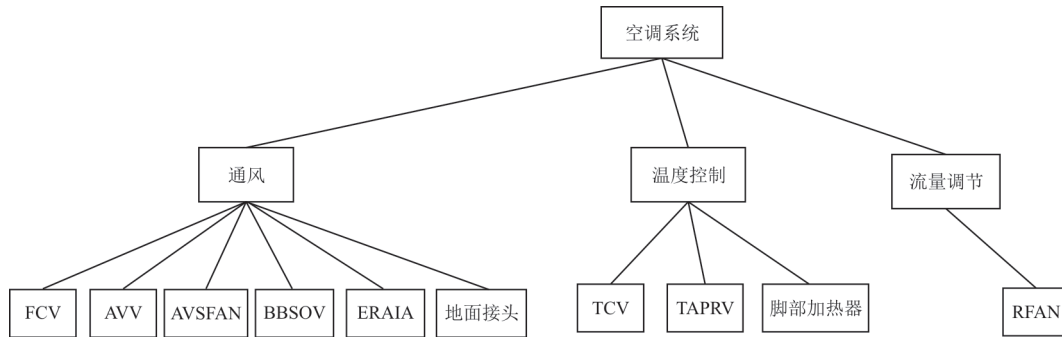 空调系统
通风
温度控制
流量调节
FCV
AVV
AVSFAN
BBSOV
ERAIA
地面接头
TCV
TAPRV
脚部加热器
RFAN